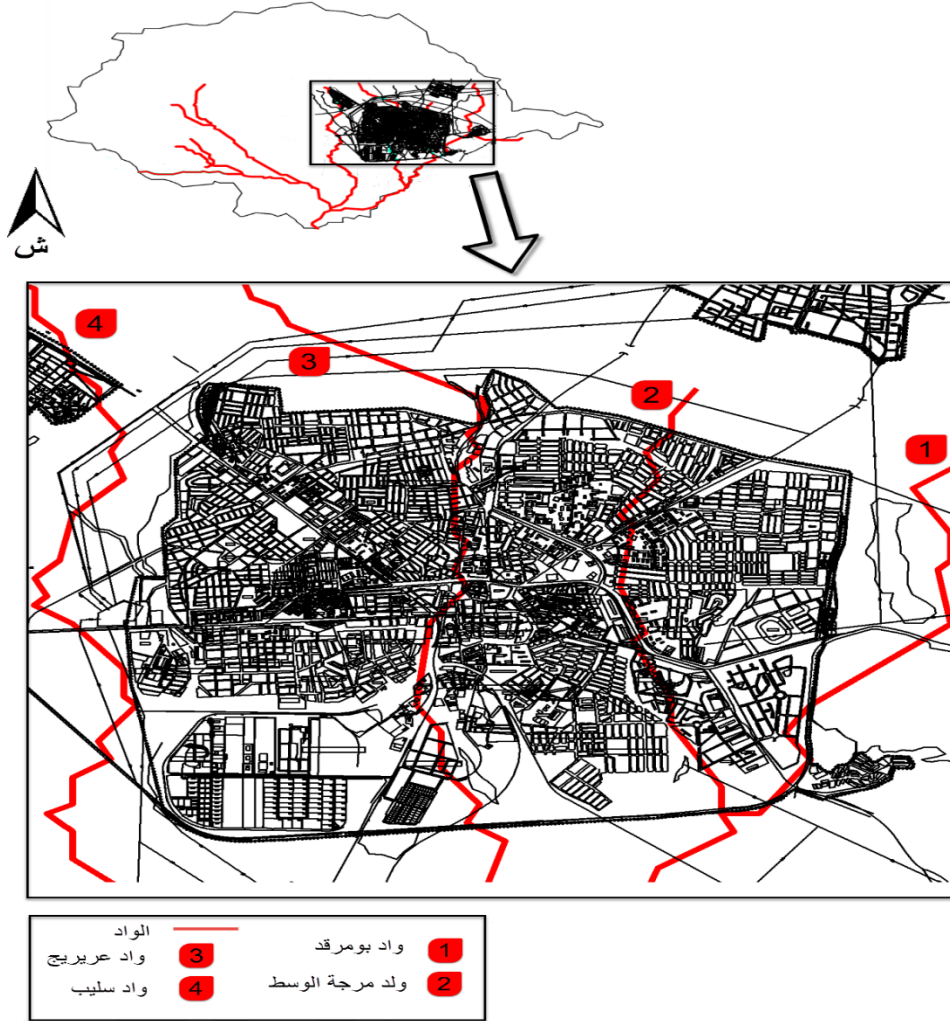 ش
4
3
2
1
الواد
واد بومرقد 1
واد عريريج 3
ولد مرجة الوسط 2
واد سليب 4